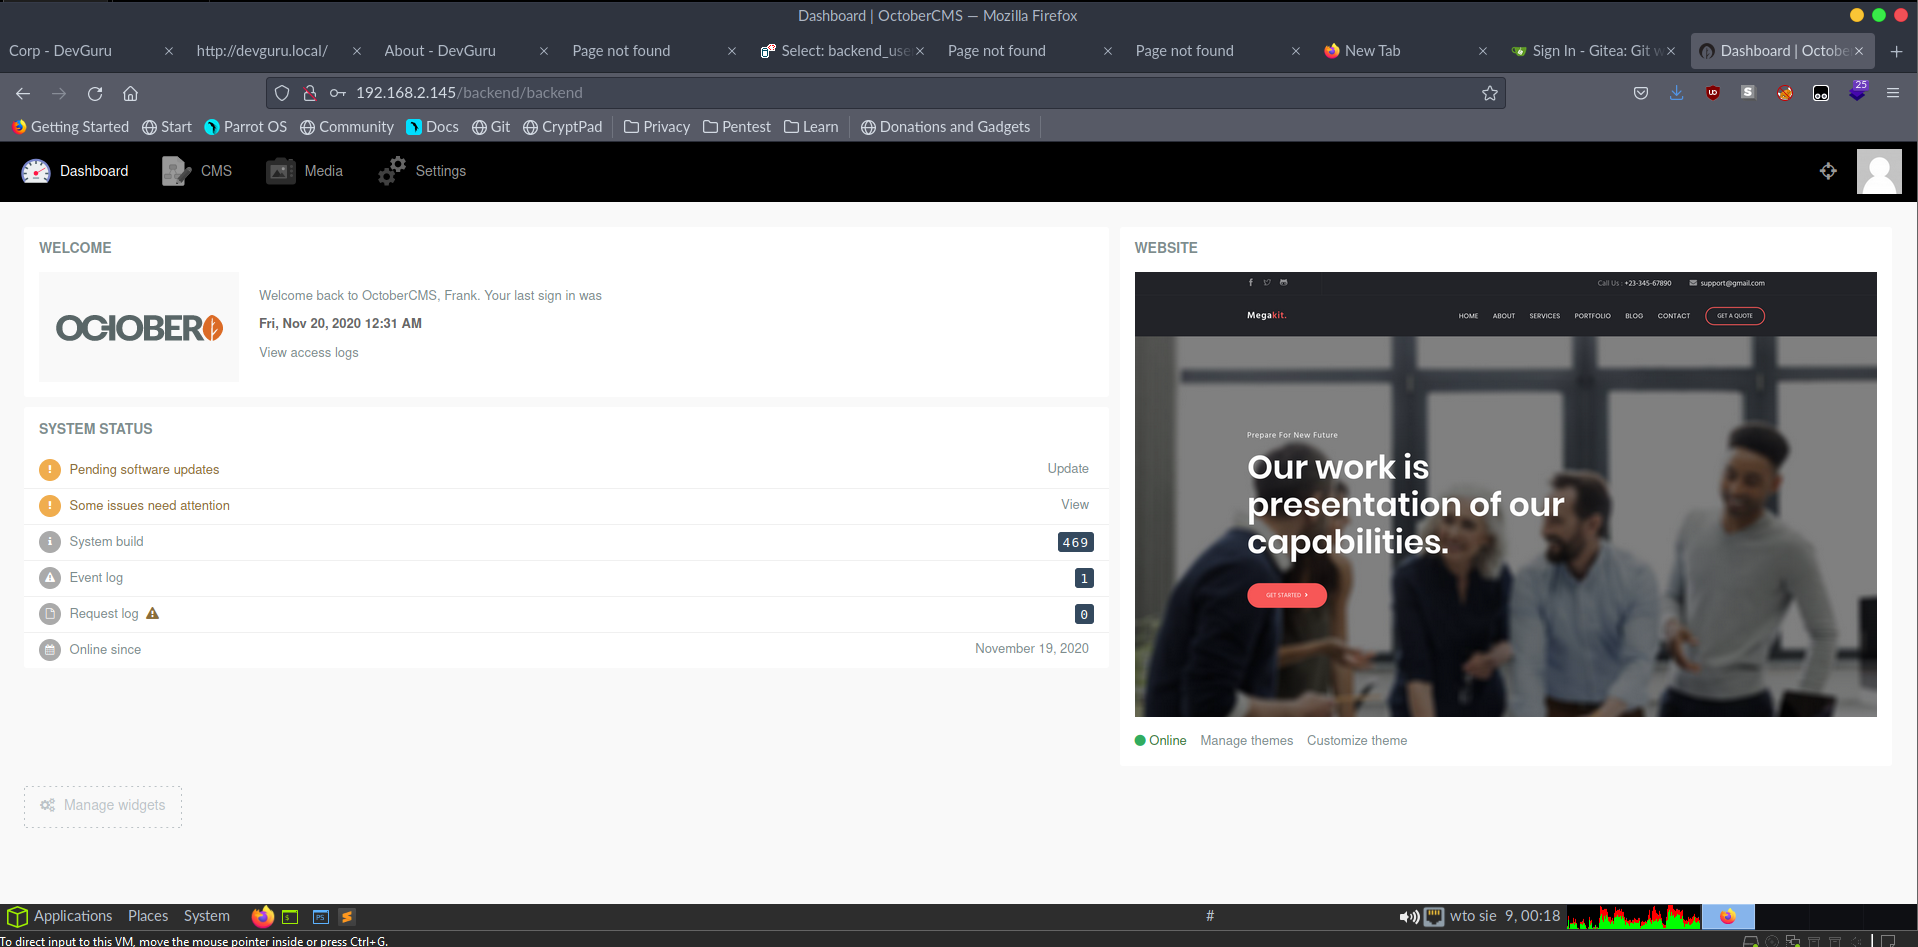 Dashboard | OctoberCMS — Mozilla Firefox
Corp - DevGuru
http://devguru.local/
About - DevGuru
Page not found
Select: backend_use
Page not found
Page not found
New Tab
Sign In - Gitea: Git w
Dashboard | Octobe
192.168.2.145/backend/backend
25
Getting Started Start Parrot OS Community Docs Git CryptPad Privacy Pentest Learn Donations and Gadgets
Dashboard CMS Media Settings
WELCOME
OCTOBER
Welcome back to OctoberCMS, Frank. Your last sign in was
Fri, Nov 20, 2020 12:31 AM
View access logs
SYSTEM STATUS
Pending software updates Update
Some issues need attention View
System build 469
Event log 1
Request log 0
Online since November 19, 2020
Manage widgets
WEBSITE
Call Us : +23-345-67890 support@gmail.com
Megakit.
HOME ABOUT SERVICES PORTFOLIO BLOG CONTACT GET A QUOTE
Prepare For New Future
Our work is
presentation of our
capabilities.
GET STARTED
Online Manage themes Customize theme
Applications Places System # wto sie 9, 00:18
To direct input to this VM, move the mouse pointer inside or press Ctrl+G.